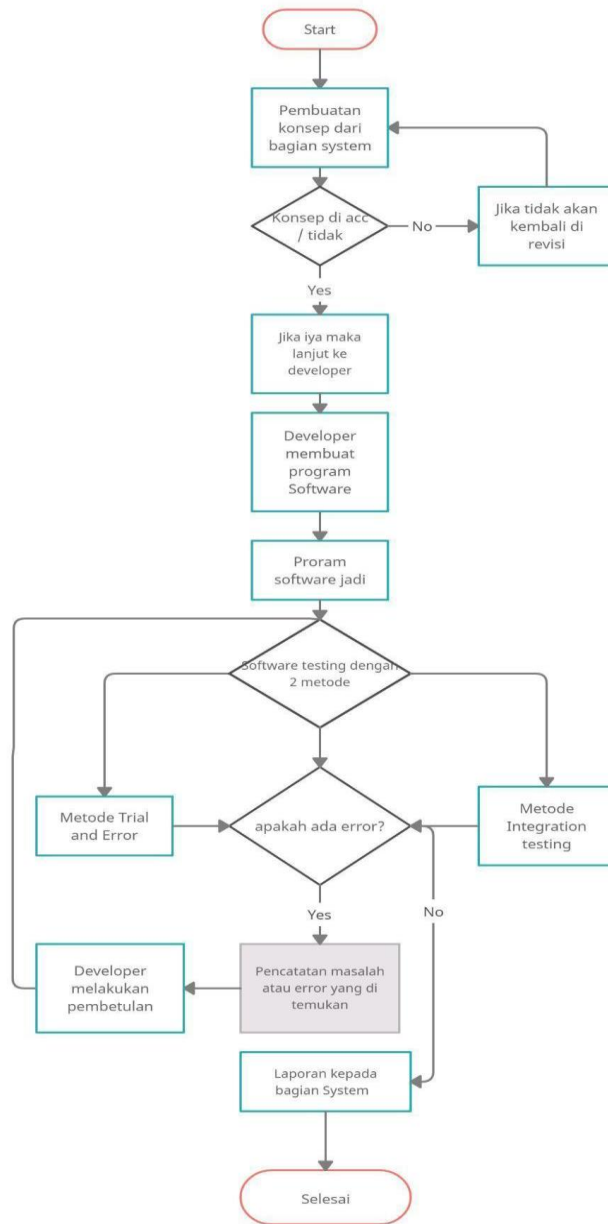 Start
Pembuatan
konsep dari
bagian system
Konsep di acc
/ tidak
No
Jika tidak akan
kembali di
revisi
Yes
Jika iya maka
lanjut ke
developer
Developer
membuat
program
Software
Proram
software jadi
Software testing dengan
2 metode
Metode Trial
and Error
apakah ada error?
Metode
Integration
testing
Yes
No
Developer
melakukan
pembetulan
Pencatatan masalah
atau error yang di
temukan
Laporan kepada
bagian System
Selesai